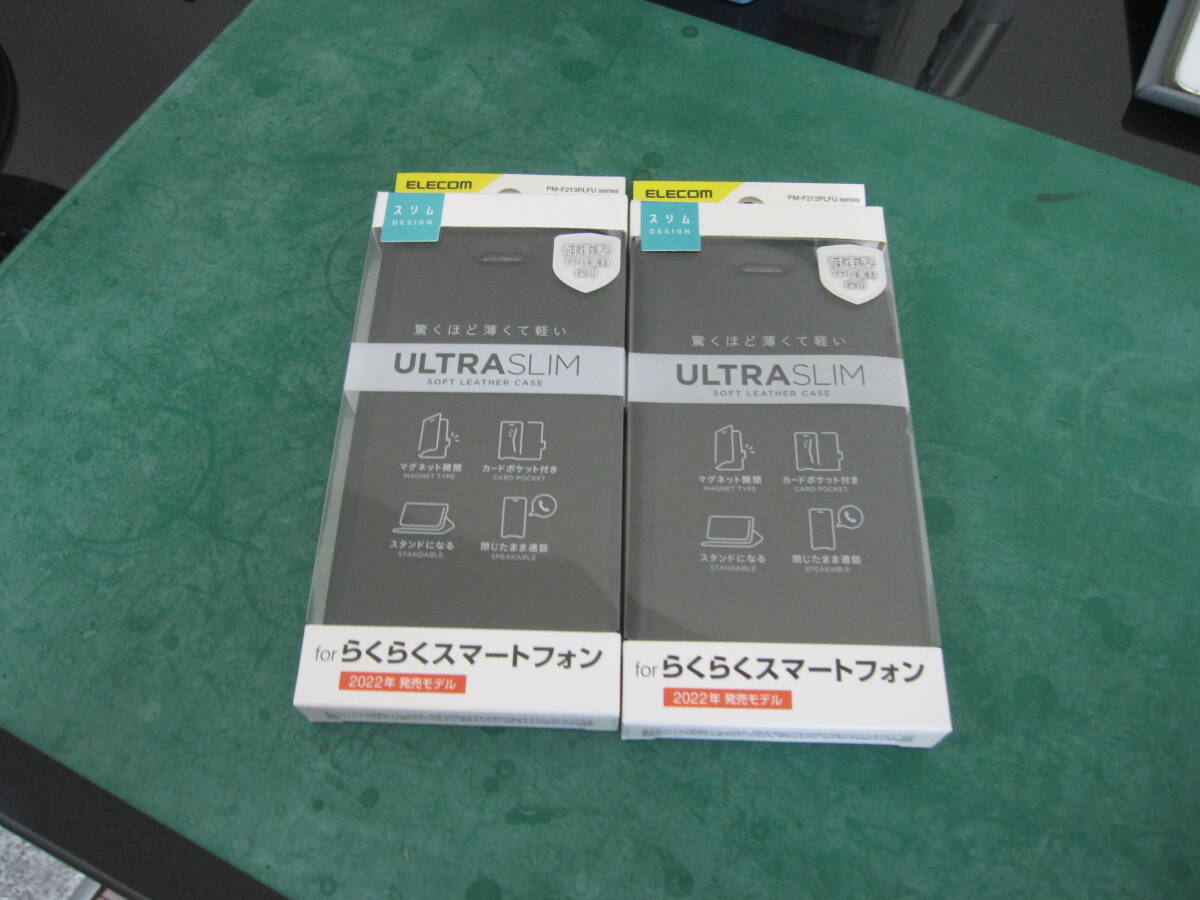 ELECOM
PM-F213PLFU series
スリム
DESIGN
耐衝撃
驚くほど薄くて軽い
ULTRASLIM
SOFT LEATHER CASE
マグネット開閉
MAGNET TYPE
カードポケット付き
CARD POCKET
スタンドになる
STANDABLE
閉じたまま通話
SPEAKABLE
for らくらくスマートフォン
2022年 発売モデル
ELECOM
PM-F213PLFU series
スリム
DESIGN
耐衝撃
驚くほど薄くて軽い
ULTRASLIM
SOFT LEATHER CASE
マグネット開閉
MAGNET TYPE
カードポケット付き
CARD POCKET
スタンドになる
STANDABLE
閉じたまま通話
SPEAKABLE
for らくらくスマートフォン
2022年 発売モデル